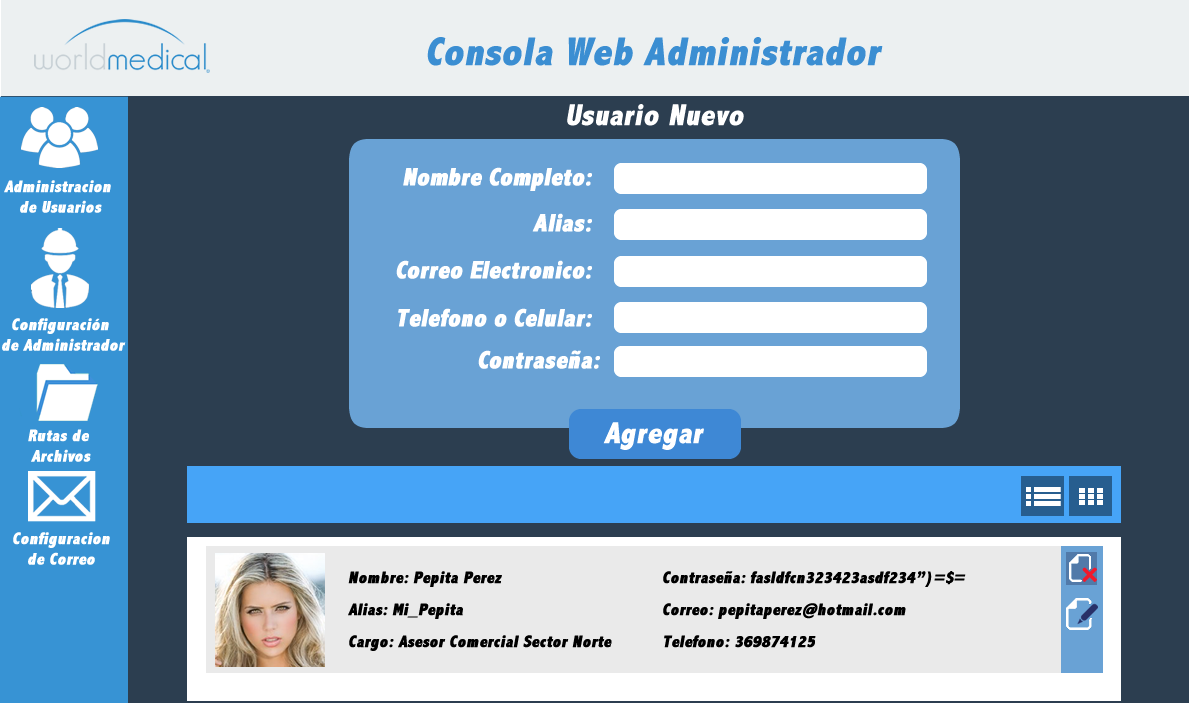 worldmedical
Consola Web Administrador
Usuario Nuevo
Administracion
de Usuarios
Configuración
de Administrador
Rutas de
Archivos
Configuracion
de Correo
Nombre Completo:
Alias:
Correo Electronico:
Telefono o Celular:
Contraseña:
Agregar
Nombre: Pepita Perez
Alias: Mi_Pepita
Cargo: Asesor Comercial Sector Norte
Contraseña: fasldfcn323423asdf234”)=$=
Correo: pepitaperez@hotmail.com
Telefono: 369874125